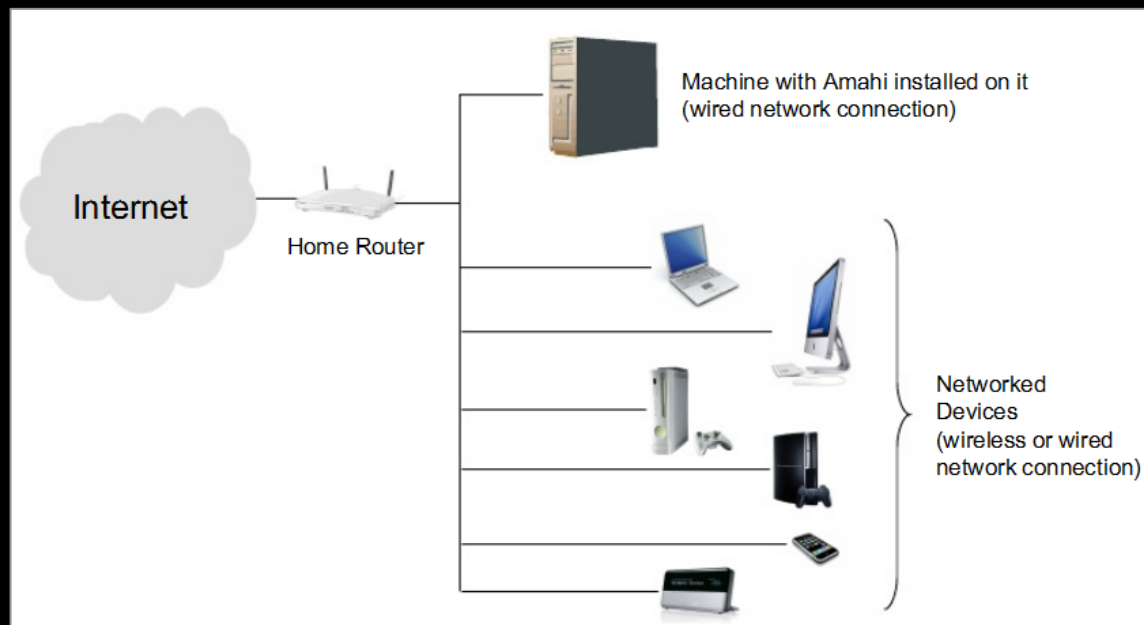 Machine with Amahi installed on it
(wired network connection)
Internet
Home Router
Networked
Devices
(wireless or wired
network connection)